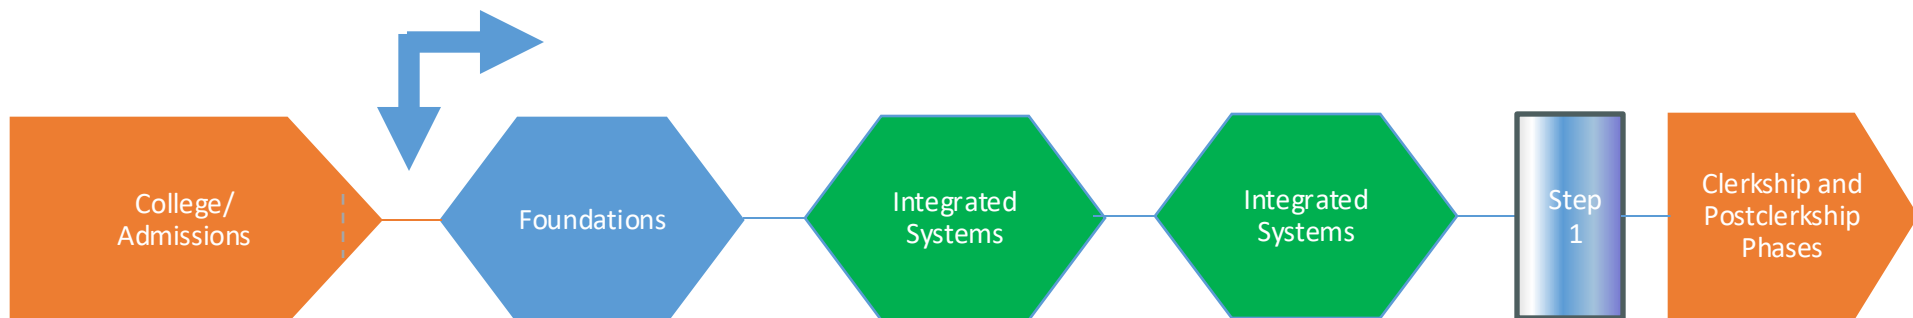 College/
Admissions
Foundations
Integrated
Systems
Integrated
Systems
Step
1
Clerkship and
Postclerkship
Phases